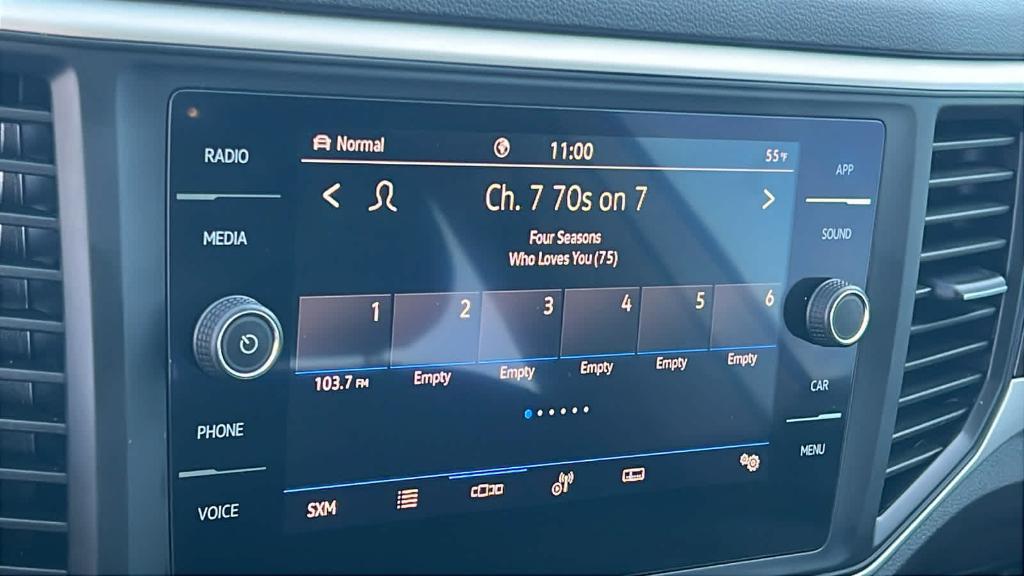 RADIO
MEDIA
PHONE
VOICE
Normal
11:00
55°F
Ch. 7 70s on 7
Four Seasons
Who Loves You (75)
1
2
3
4
5
6
103.7 FM
Empty
Empty
Empty
Empty
Empty
SXM
APP
SOUND
CAR
MENU